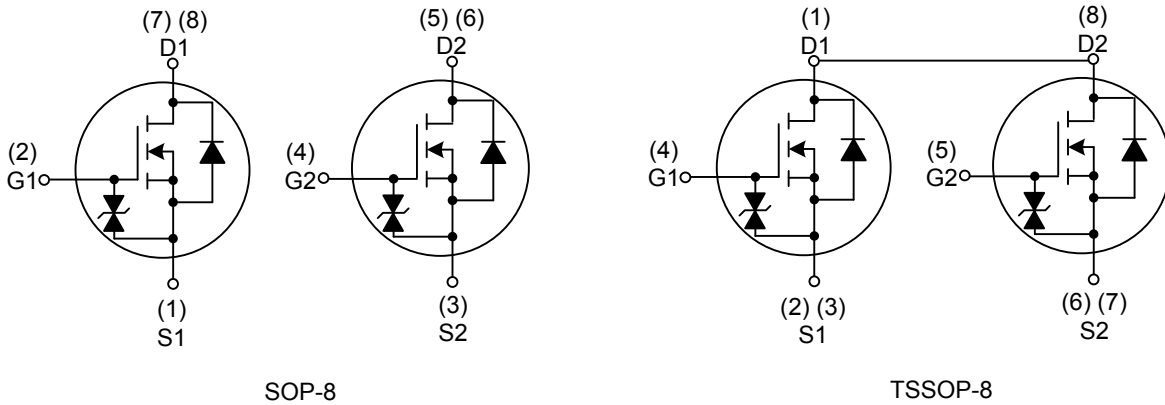 (7) (8)
D1
(5) (6)
D2
(2)
G1
(4)
G2
(1)
S1
(3)
S2
SOP-8
(1)
D1
(8)
D2
(4)
G1
(5)
G2
(2) (3)
S1
(6) (7)
S2
TSSOP-8